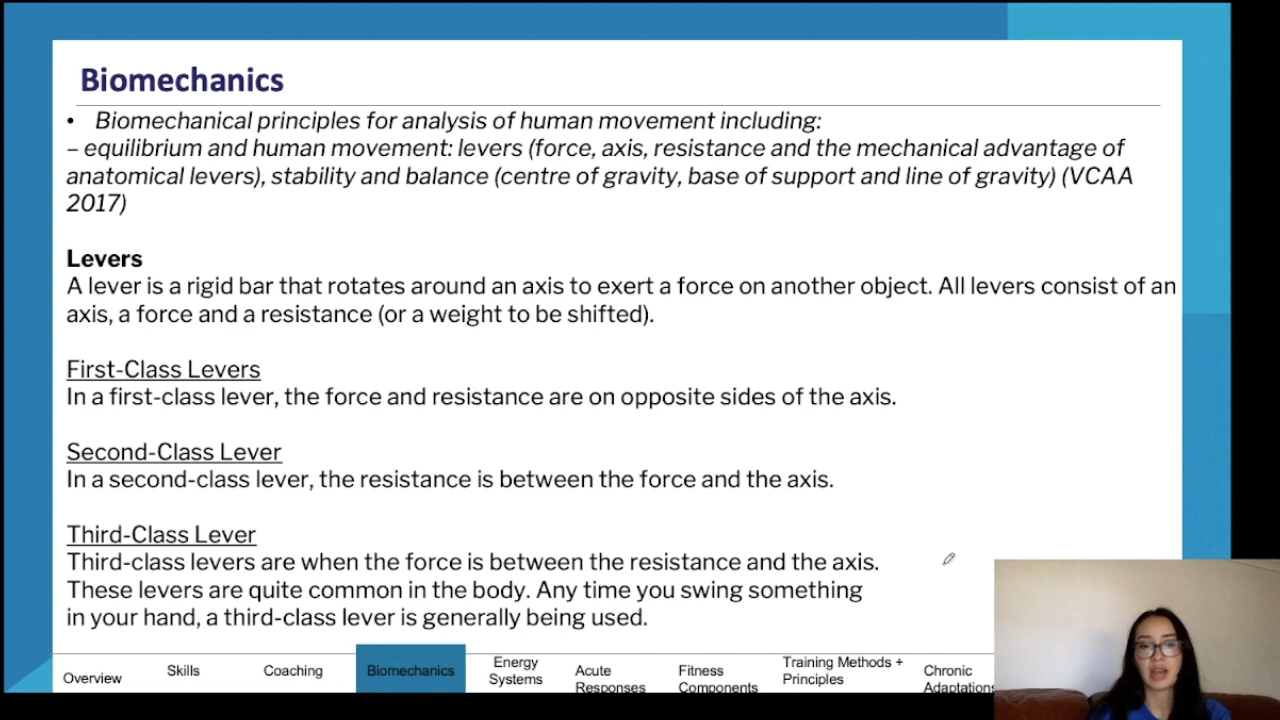 Biomechanics
• Biomechanical principles for analysis of human movement including:
– equilibrium and human movement: levers (force, axis, resistance and the mechanical advantage of
anatomical levers), stability and balance (centre of gravity, base of support and line of gravity) (VCAA
2017)
Levers
A lever is a rigid bar that rotates around an axis to exert a force on another object. All levers consist of an
axis, a force and a resistance (or a weight to be shifted).
First-Class Levers
In a first-class lever, the force and resistance are on opposite sides of the axis.
Second-Class Lever
In a second-class lever, the resistance is between the force and the axis.
Third-Class Lever
Third-class levers are when the force is between the resistance and the axis.
These levers are quite common in the body. Any time you swing something
in your hand, a third-class lever is generally being used.
Overview
Skills
Coaching
Biomechanics
Energy
Systems
Acute
Responses
Fitness
Components
Training Methods +
Principles
Chronic
Adaptations